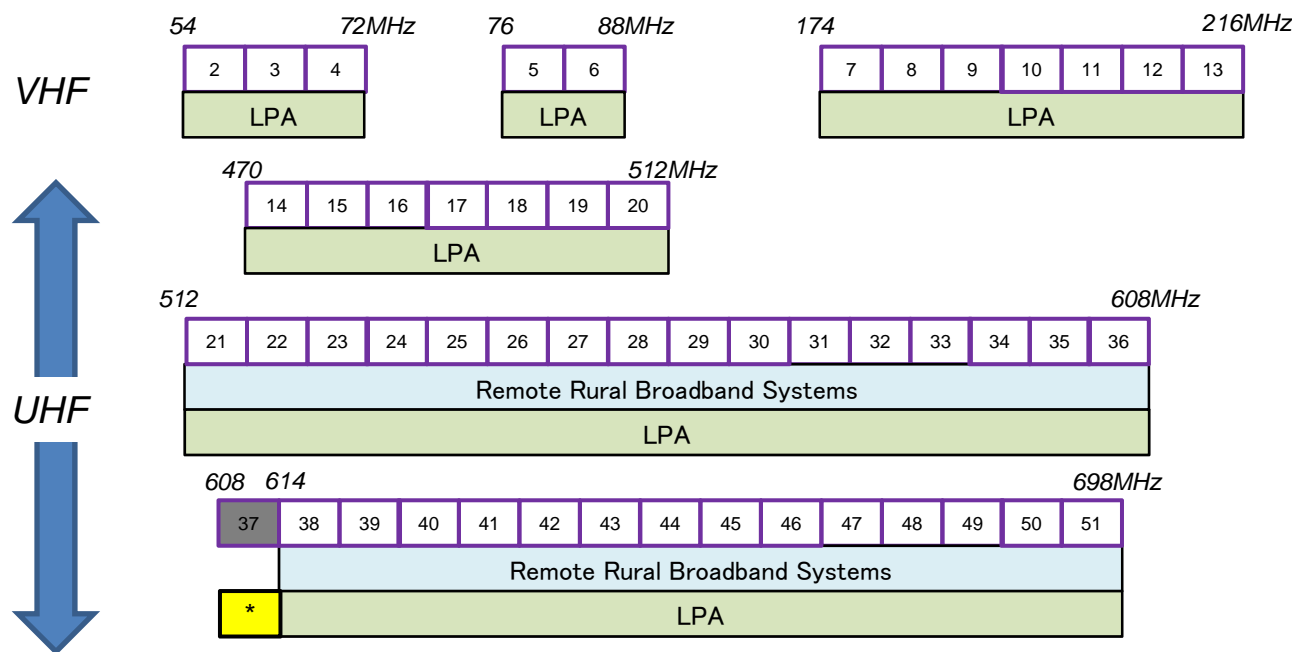 54 72MHz 76 88MHz 174 216MHz
VHF
2 3 4 5 6 7 8 9 10 11 12 13
LPA LPA LPA
470 512MHz
14 15 16 17 18 19 20
LPA
512 608MHz
21 22 23 24 25 26 27 28 29 30 31 32 33 34 35 36
Remote Rural Broadband Systems
UHF
LPA
608 614 698MHz
37 38 39 40 41 42 43 44 45 46 47 48 49 50 51
Remote Rural Broadband Systems
* LPA